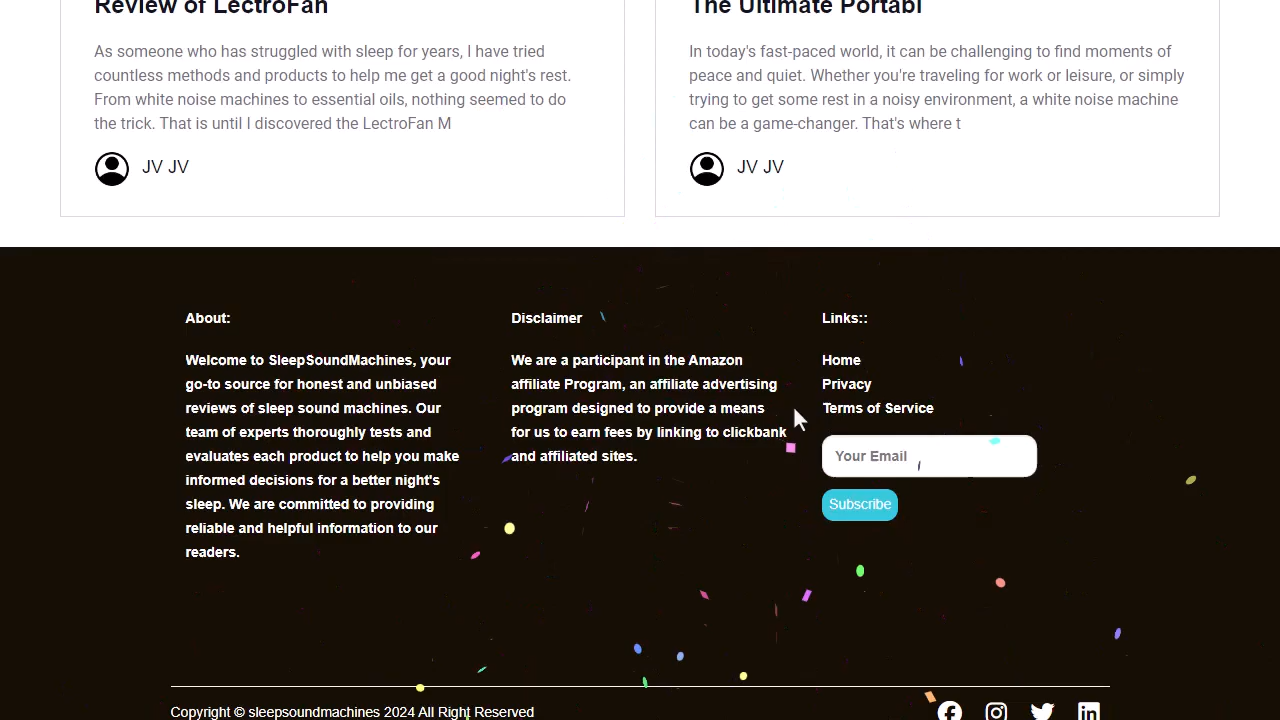 Review of LectroFan
As someone who has struggled with sleep for years, I have tried
countless methods and products to help me get a good night's rest.
From white noise machines to essential oils, nothing seemed to do
the trick. That is until I discovered the LectroFan M
JV JV
The Ultimate Portabl
In today's fast-paced world, it can be challenging to find moments of
peace and quiet. Whether you're traveling for work or leisure, or simply
trying to get some rest in a noisy environment, a white noise machine
can be a game-changer. That's where t
JV JV
About:
Welcome to SleepSoundMachines, your
go-to source for honest and unbiased
reviews of sleep sound machines. Our
team of experts thoroughly tests and
evaluates each product to help you make
informed decisions for a better night's
sleep. We are committed to providing
reliable and helpful information to our
readers.
Disclaimer
We are a participant in the Amazon
affiliate Program, an affiliate advertising
program designed to provide a means
for us to earn fees by linking to clickbank
and affiliated sites.
Links::
Home
Privacy
Terms of Service
Your Email
Subscribe
Copyright © sleepsoundmachines 2024 All Right Reserved